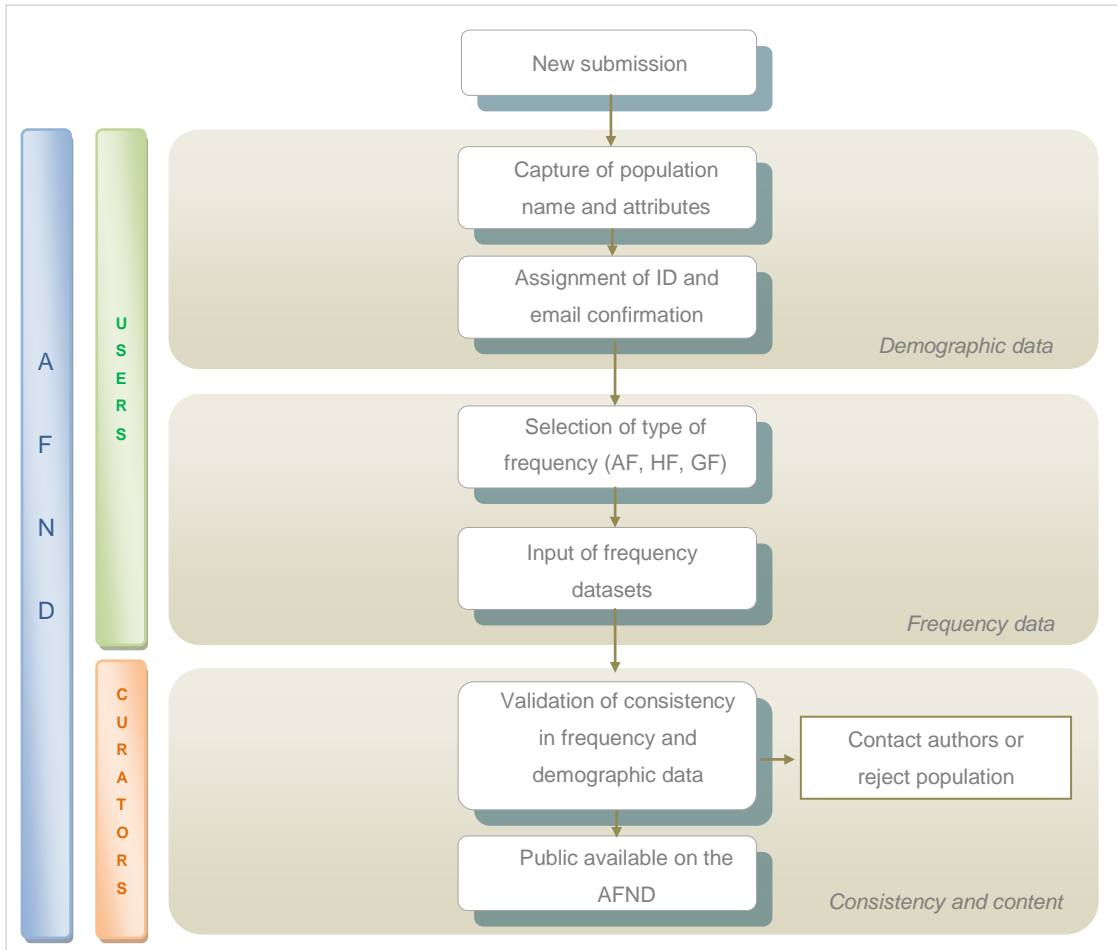 New submission
A F N D
USERS
Capture of population
name and attributes
Assignment of ID and
email confirmation
Demographic data
Selection of type of
frequency (AF, HF, GF)
Input of frequency
datasets
Frequency data
CURATORS
Validation of consistency
in frequency and
demographic data
Contact authors or
reject population
Public available on the
AFND
Consistency and content